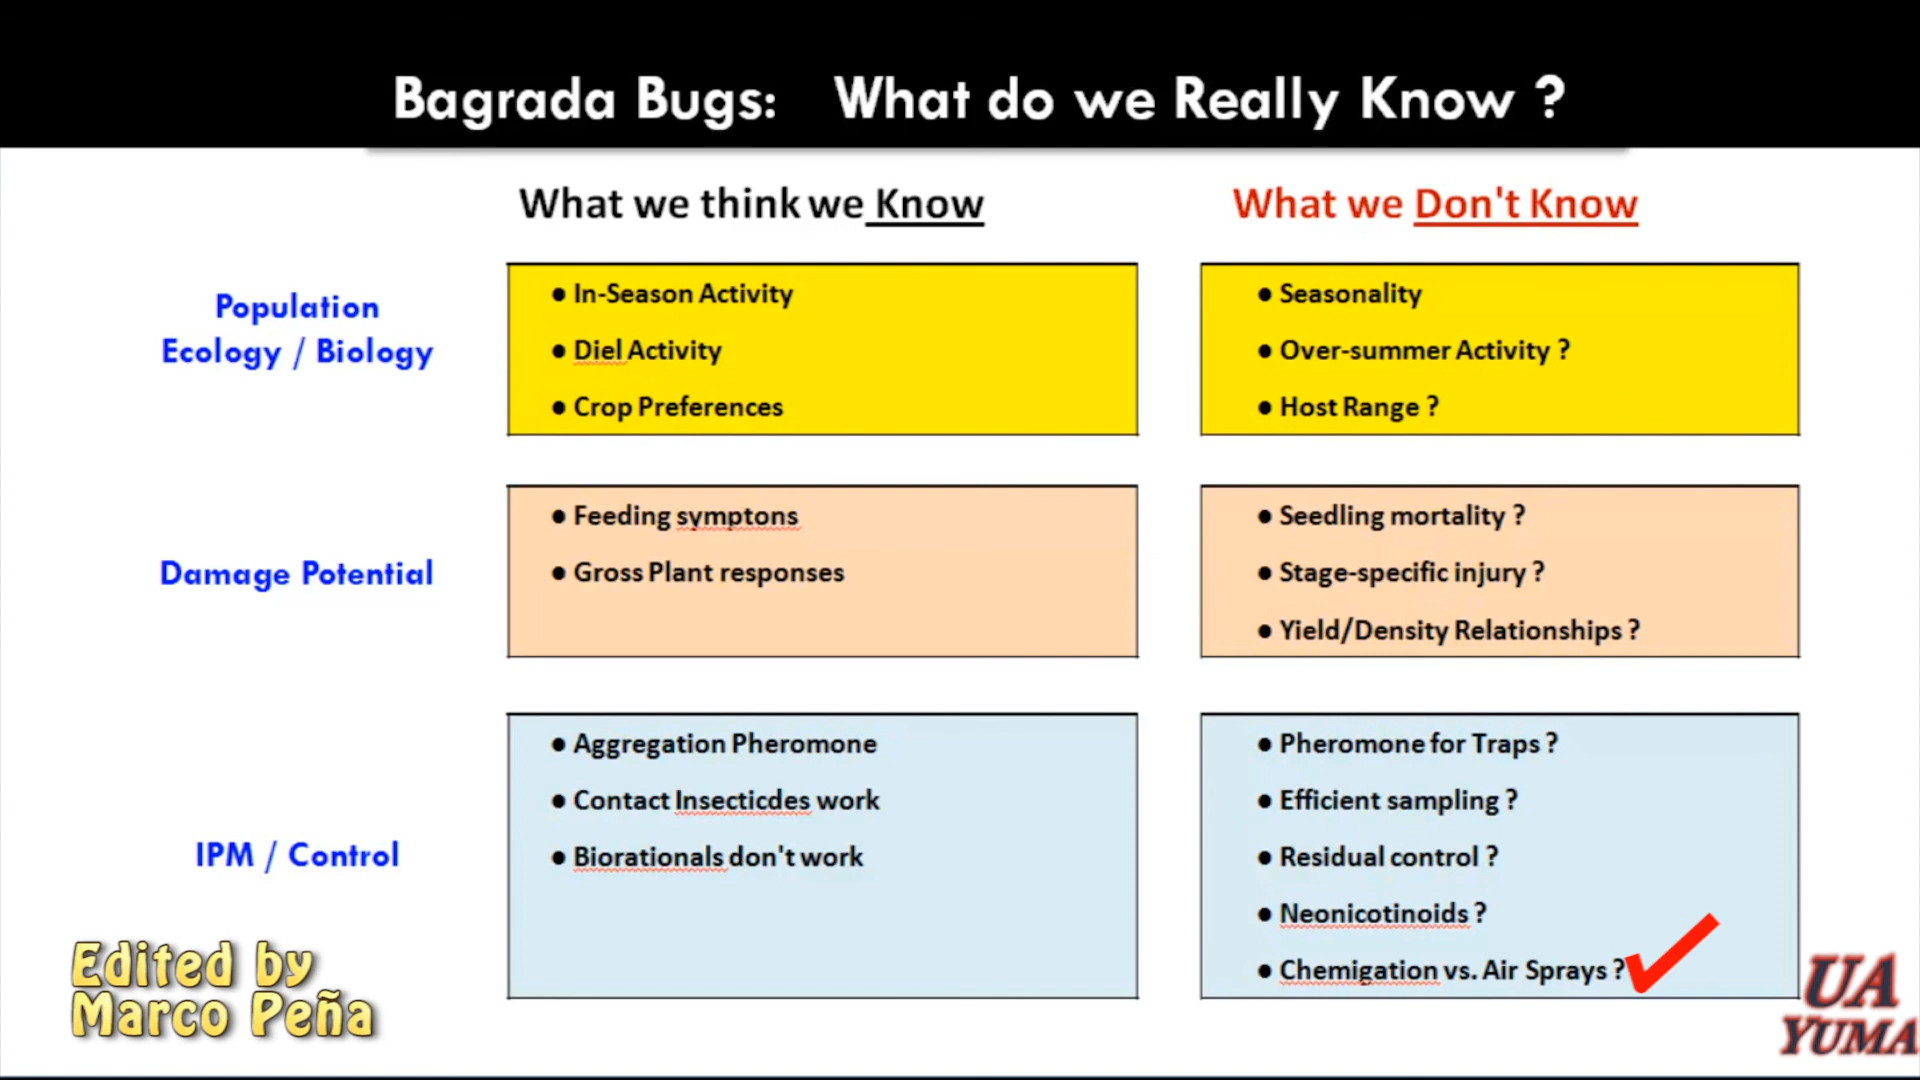 Bagrada Bugs: What do we Really Know ?
What we think we Know
What we Don't Know
Population
Ecology / Biology
● In-Season Activity
● Diel Activity
● Crop Preferences
● Seasonality
● Over-summer Activity ?
● Host Range ?
Damage Potential
● Feeding symptons
● Gross Plant responses
● Seedling mortality ?
● Stage-specific injury ?
● Yield/Density Relationships ?
IPM / Control
● Aggregation Pheromone
● Contact Insecticdes work
● Biorationals don't work
● Pheromone for Traps ?
● Efficient sampling ?
● Residual control ?
● Neonicotinoids ?
● Chemigation vs. Air Sprays ?
Edited by
Marco Peña
UA
YUMA